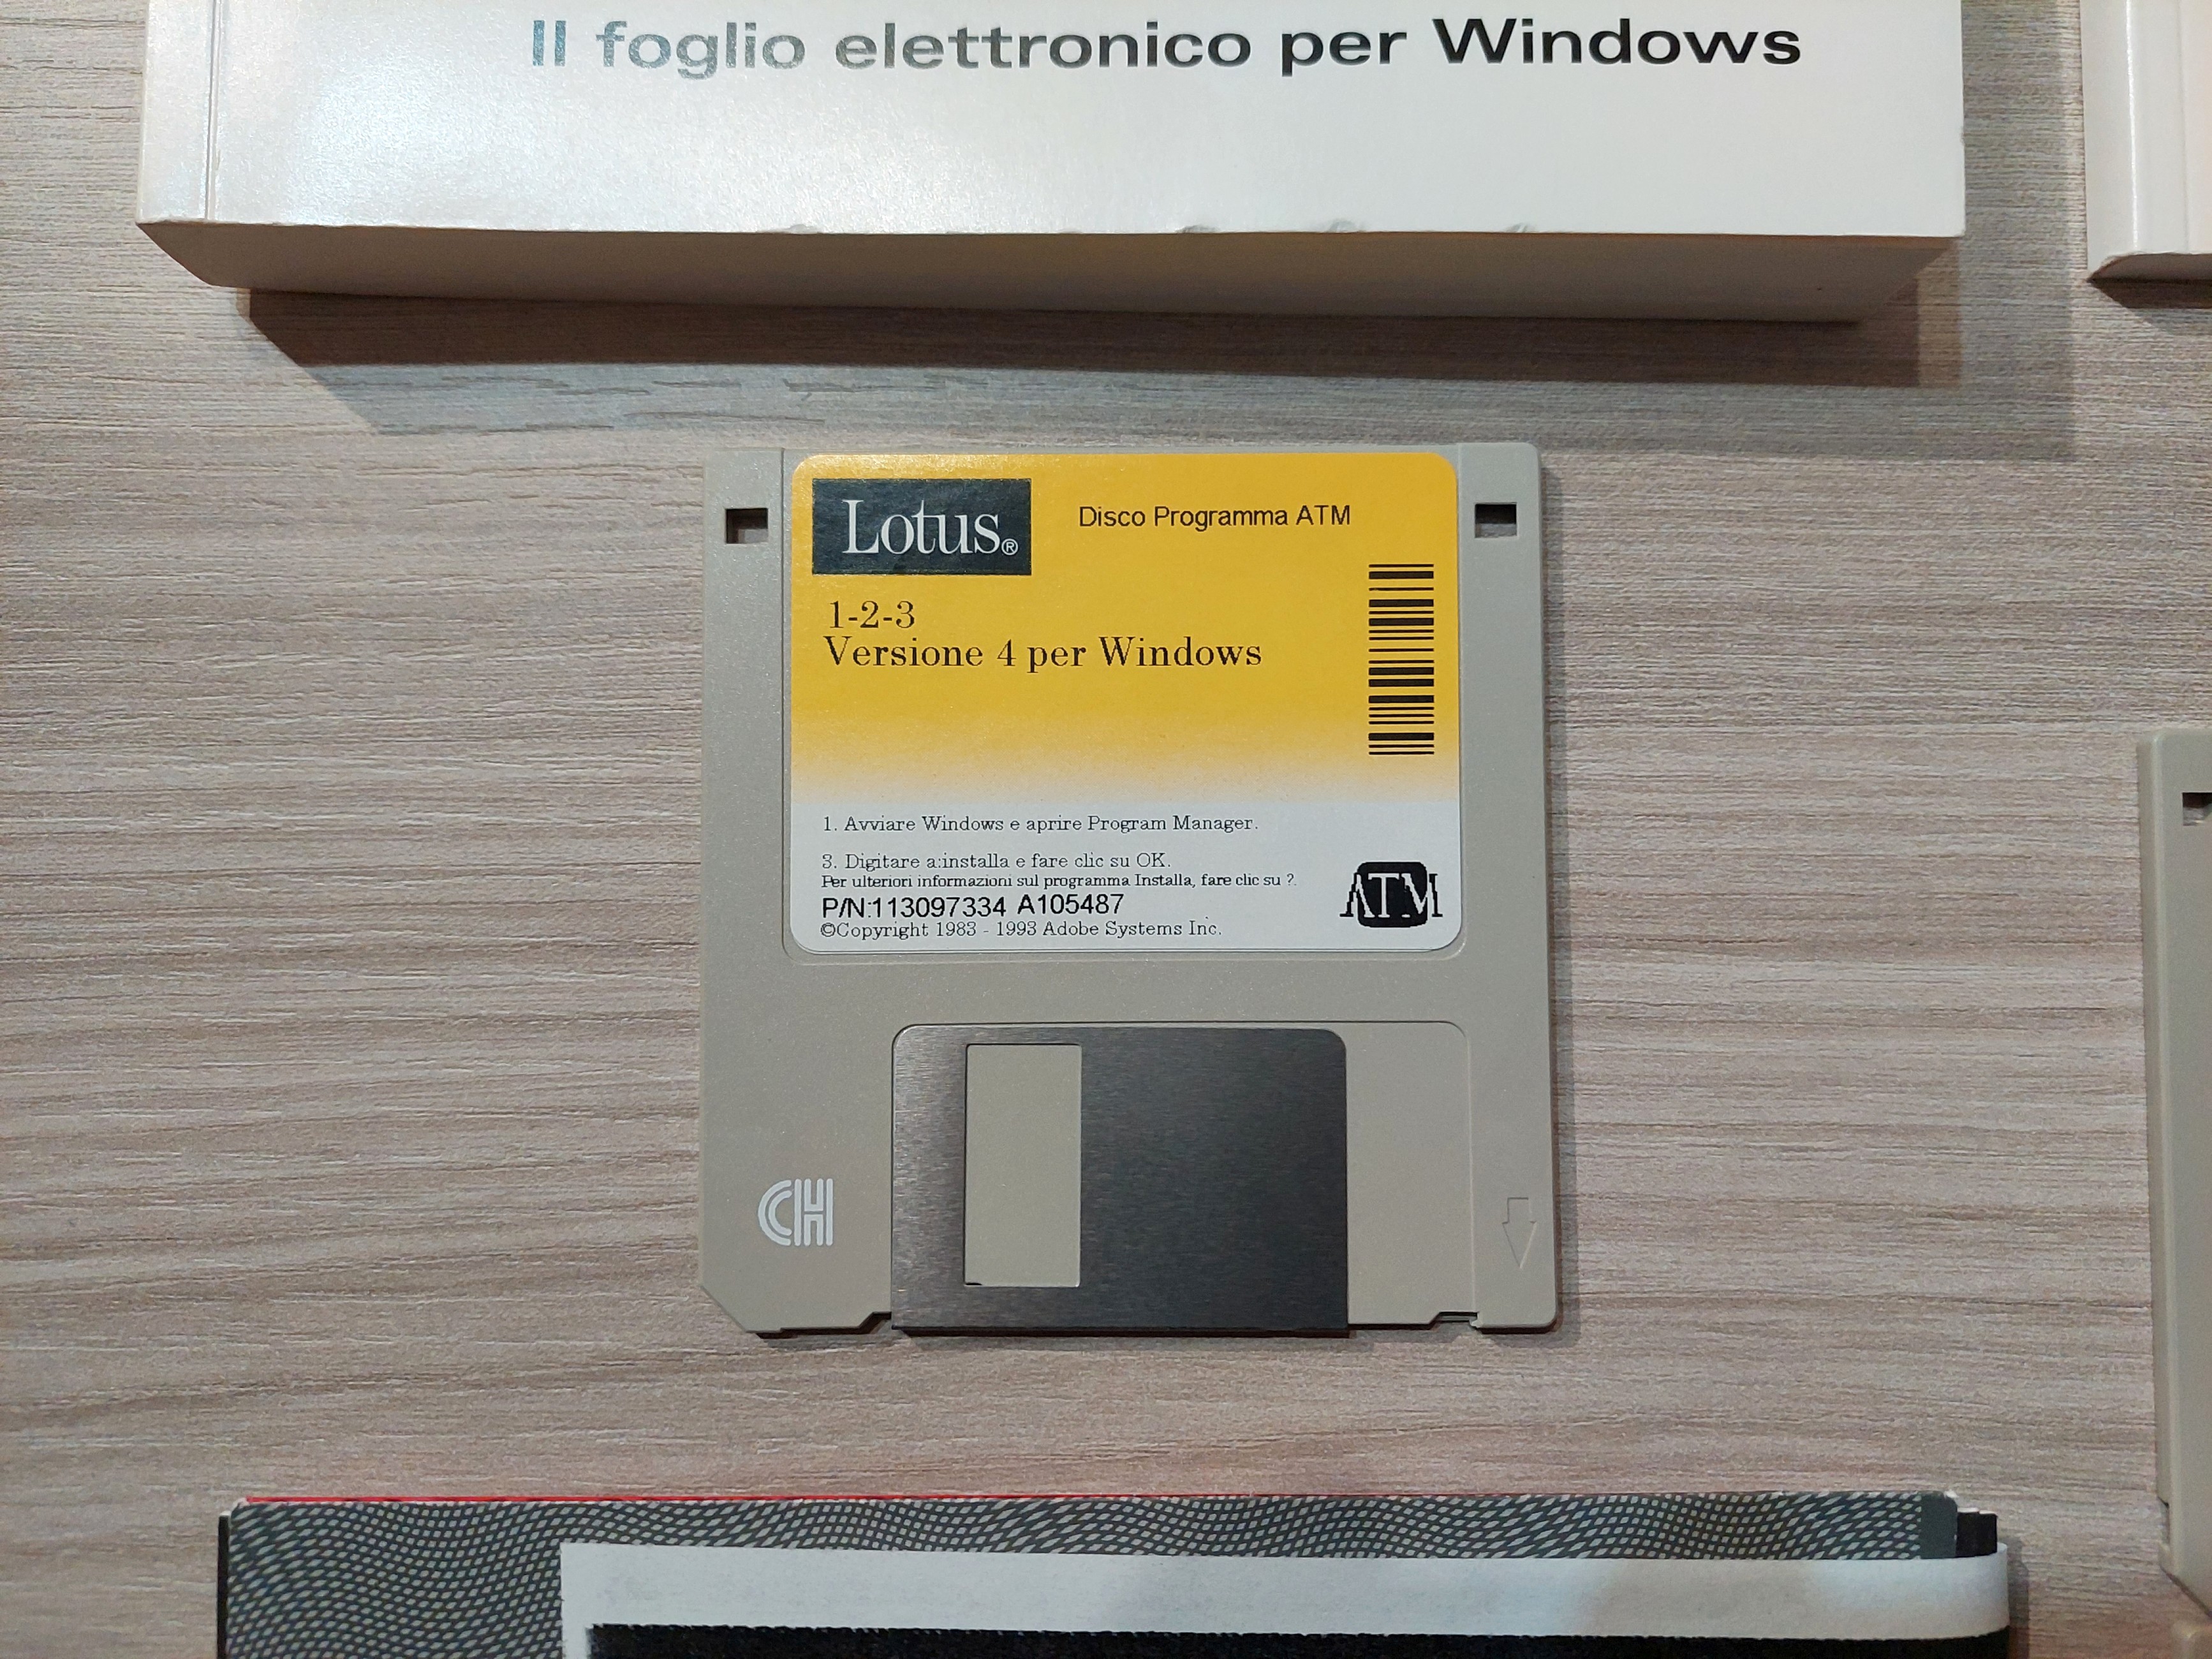 Il foglio elettronico per Windows
Lotus®
Disco Programma ATM
1-2-3
Versione 4 per Windows
1. Avviare Windows e aprire Program Manager.
3. Digitare a:installa e fare clic su OK.
Per ulteriori informazioni sul programma Installa, fare clic su ?.
P/N:113097334 A105487
©Copyright 1983 - 1993 Adobe Systems Inc.
ATM
CH